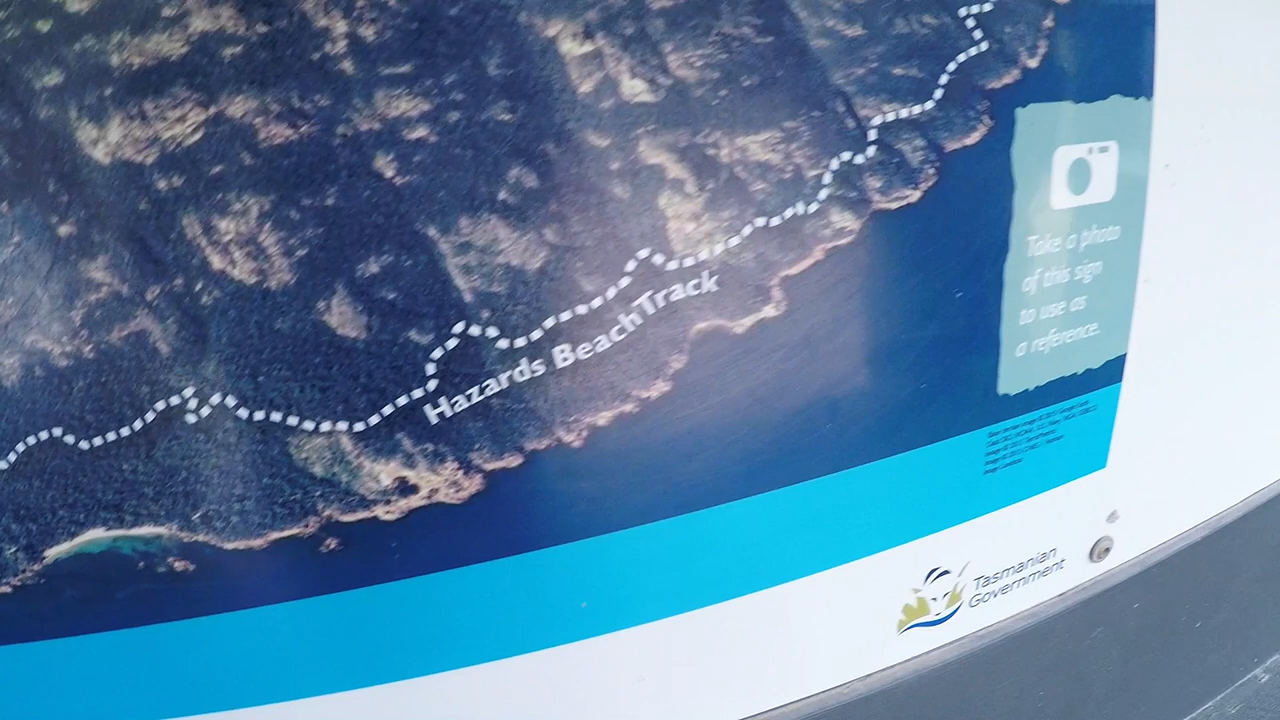 Hazards Beach Track
Take a photo
of this sign
to use as
a reference.
Tasmanian
Government